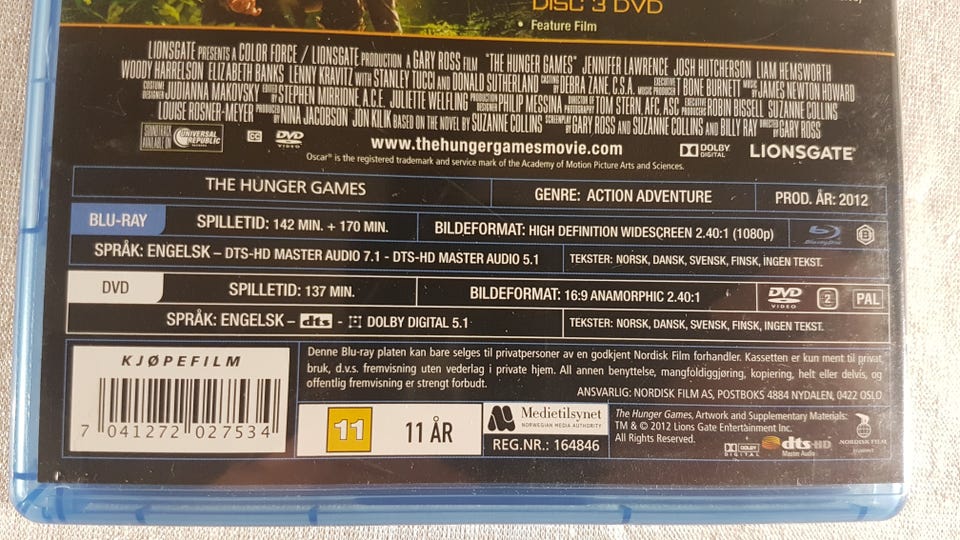 DISC 3 DVD
• Feature Film
LIONSGATE PRESENTS A COLOR FORCE / LIONSGATE PRODUCTION A GARY ROSS FILM "THE HUNGER GAMES" JENNIFER LAWRENCE JOSH HUTCHERSON LIAM HEMSWORTH
WOODY HARRELSON ELIZABETH BANKS LENNY KRAVITZ WITH STANLEY TUCCI AND DONALD SUTHERLAND CASTING BY DEBRA ZANE, C.S.A. EXECUTIVE MUSIC PRODUCER T BONE BURNETT MUSIC BY JAMES NEWTON HOWARD
COSTUME DESIGNER JUDIANNA MAKOVSKY EDITED BY STEPHEN MIRRIONE, A.C.E. JULIETTE WELFLING PRODUCTION DESIGNER PHILIP MESSINA DIRECTOR OF PHOTOGRAPHY TOM STERN, AFC, ASC EXECUTIVE PRODUCERS ROBIN BISSELL SUZANNE COLLINS
LOUISE ROSNER-MEYER PRODUCED BY NINA JACOBSON JON KILIK BASED ON THE NOVEL BY SUZANNE COLLINS SCREENPLAY BY GARY ROSS AND SUZANNE COLLINS AND BILLY RAY DIRECTED BY GARY ROSS
SOUNDTRACK AVAILABLE ON UNIVERSAL REPUBLIC CC DVD VIDEO www.thehungergamesmovie.com DOLBY DIGITAL LIONSGATE
Oscar® is the registered trademark and service mark of the Academy of Motion Picture Arts and Sciences.
THE HUNGER GAMES GENRE: ACTION ADVENTURE PROD. ÅR: 2012
BLU-RAY SPILLETID: 142 MIN. + 170 MIN. BILDEFORMAT: HIGH DEFINITION WIDESCREEN 2.40:1 (1080p) Blu-ray Disc B
SPRÅK: ENGELSK – DTS-HD MASTER AUDIO 7.1 - DTS-HD MASTER AUDIO 5.1 TEKSTER: NORSK, DANSK, SVENSK, FINSK, INGEN TEKST.
DVD SPILLETID: 137 MIN. BILDEFORMAT: 16:9 ANAMORPHIC 2.40:1 DVD VIDEO 2 PAL
SPRÅK: ENGELSK – dts - DOLBY DIGITAL 5.1 TEKSTER: NORSK, DANSK, SVENSK, FINSK, INGEN TEKST.
KJØPEFILM
7 041272 027534
Denne Blu-ray platen kan bare selges til privatpersoner av en godkjent Nordisk Film forhandler. Kassetten er kun ment til privat
bruk, d.v.s. fremvisning uten vederlag i private hjem. All annen benyttelse, mangfoldiggjøring, kopiering, helt eller delvis, og
offentlig fremvisning er strengt forbudt.
ANSVARLIG: NORDISK FILM AS, POSTBOKS 4884 NYDALEN, 0422 OSLO
11 11 ÅR
Medietilsynet
NORWEGIAN MEDIA AUTHORITY
REG.NR.: 164846
The Hunger Games, Artwork and Supplementary Materials:
TM & © 2012 Lions Gate Entertainment Inc.
All Rights Reserved.
DOLBY DIGITAL dts-HD Master Audio
NORDISK FILM